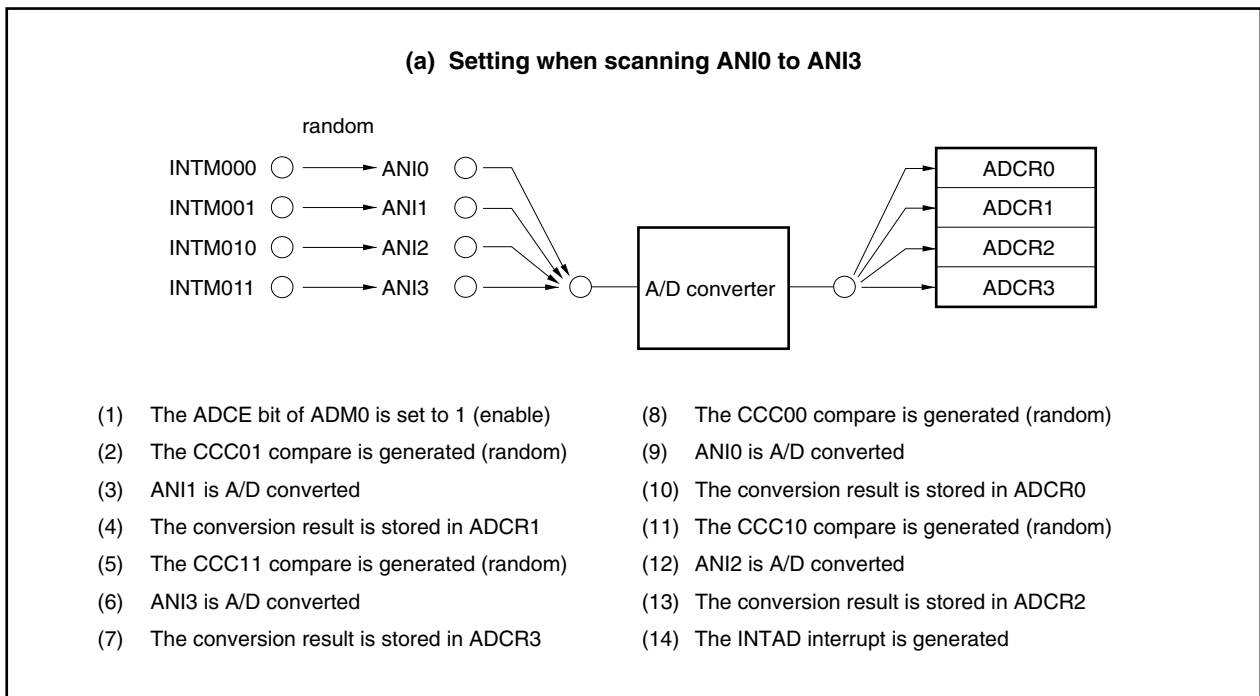 (a) Setting when scanning ANI0 to ANI3
random
INTM000 ANI0
INTM001 ANI1
INTM010 ANI2
INTM011 ANI3
A/D converter
ADCR0
ADCR1
ADCR2
ADCR3
(1) The ADCE bit of ADM0 is set to 1 (enable)
(2) The CCC01 compare is generated (random)
(3) ANI1 is A/D converted
(4) The conversion result is stored in ADCR1
(5) The CCC11 compare is generated (random)
(6) ANI3 is A/D converted
(7) The conversion result is stored in ADCR3
(8) The CCC00 compare is generated (random)
(9) ANI0 is A/D converted
(10) The conversion result is stored in ADCR0
(11) The CCC10 compare is generated (random)
(12) ANI2 is A/D converted
(13) The conversion result is stored in ADCR2
(14) The INTAD interrupt is generated